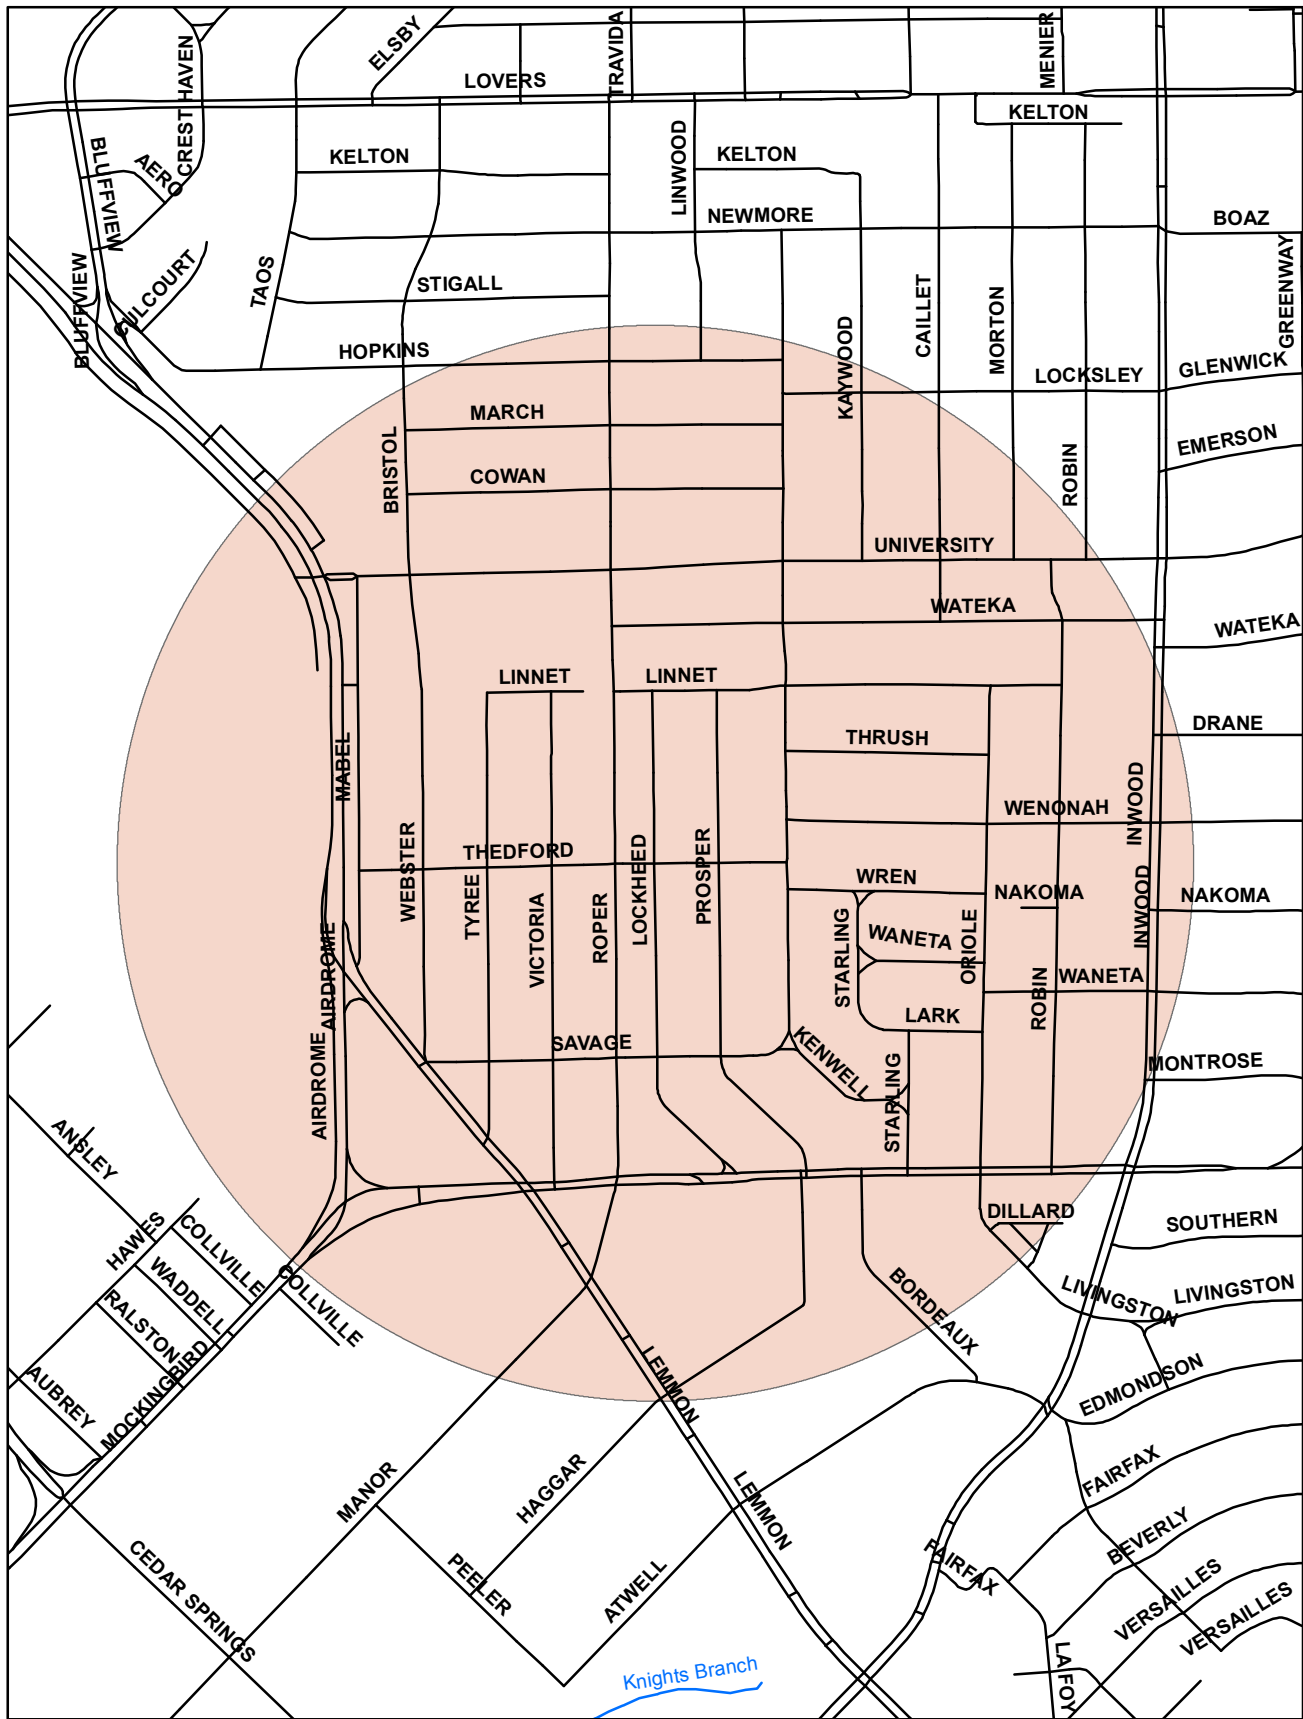 ELSBY
TRAVIDA
MENIER
LOVERS
CREST HAVEN
KELTON
BLUFFVIEW
AERO
KELTON
LINWOOD
KELTON
NEWMORE
BOAZ
GREENWAY
CULCOURT
TAOS
STIGALL
BLUFFVIEW
CAILLET
MORTON
KAYWOOD
HOPKINS
GLENWICK
LOCKSLEY
MARCH
EMERSON
BRISTOL
COWAN
ROBIN
UNIVERSITY
WATEKA
WATEKA
LINNET
LINNET
DRANE
THRUSH
MABEL
INWOOD
WENONAH
WEBSTER
THEDFORD
TYREE
VICTORIA
ROPER
LOCKHEED
PROSPER
WREN
NAKOMA
NAKOMA
INWOOD
STARLING
WANETA
ORIOLE
ROBIN
WANETA
AIRDROME
LARK
SAVAGE
KENWELL
STARLING
MONTROSE
AIRDROME
ANSLEY
HAWES
COLLVILLE
DILLARD
SOUTHERN
WADDELL
COLLVILLE
RALSTON
BORDEAUX
LIVINGSTON
LIVINGSTON
AUBREY
MOCKINGBIRD
LEMMON
EDMONDSON
MANOR
HAGGAR
LEMMON
FAIRFAX
BEVERLY
FAIRFAX
CEDAR SPRINGS
PEELER
ATWELL
VERSAILLES
VERSAILLES
LA FOY
Knights Branch